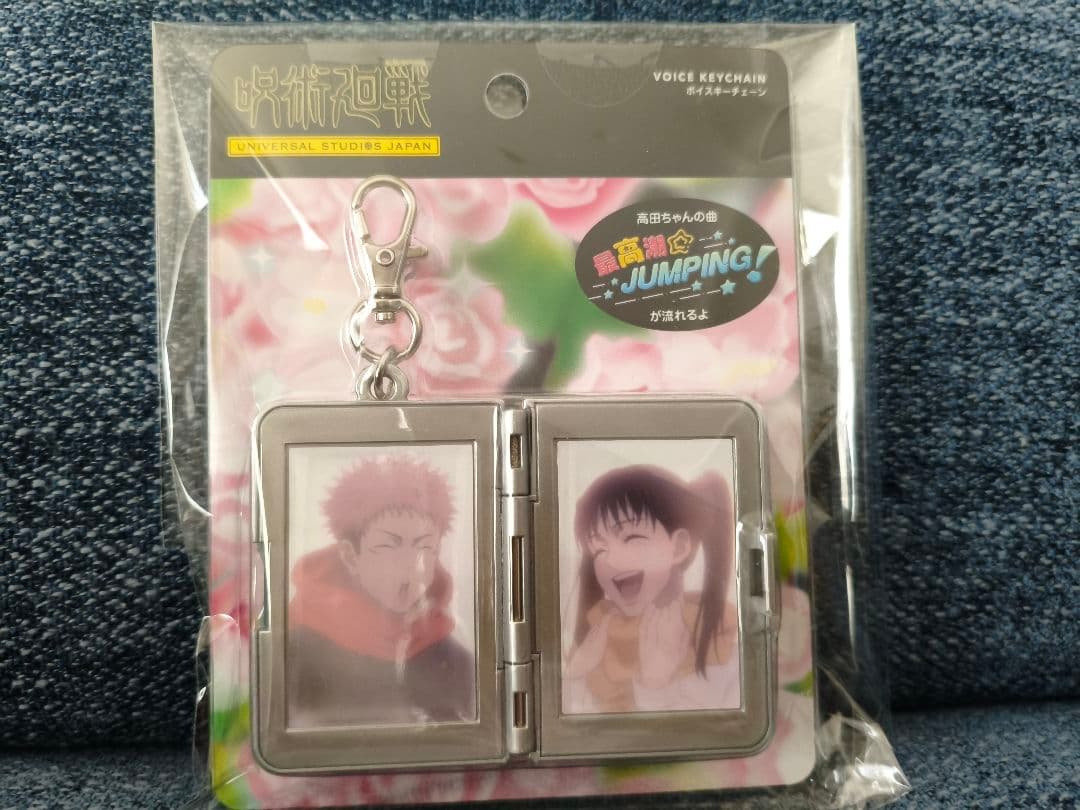 呪術廻戦
UNIVERSAL STUDIOS JAPAN
VOICE KEYCHAIN
ボイスキーチェーン
高田ちゃんの曲
最高潮☆
JUMPING!
が流れるよ